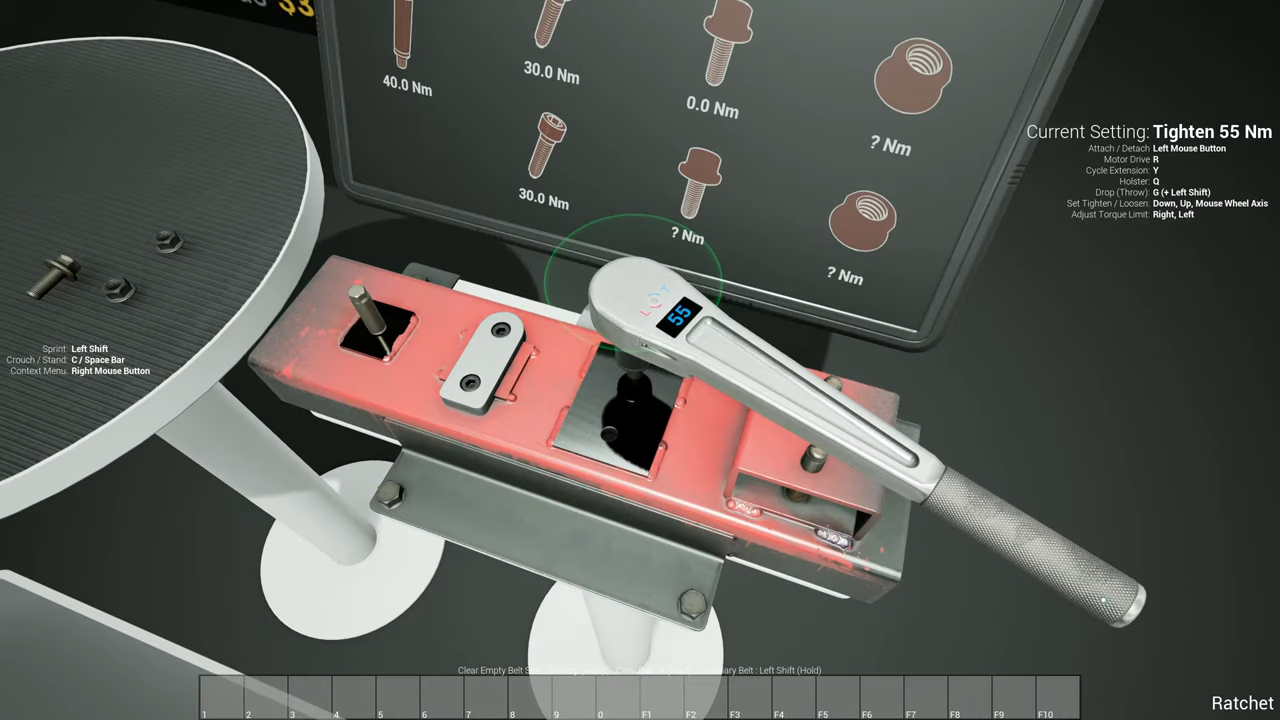 $3
40.0 Nm
30.0 Nm
0.0 Nm
? Nm
30.0 Nm
? Nm
? Nm
55
Current Setting: Tighten 55 Nm
Attach / Detach Left Mouse Button
Motor Drive R
Cycle Extension: Y
Holster: Q
Drop (Throw): G (+ Left Shift)
Set Tighten / Loosen: Down, Up, Mouse Wheel Axis
Adjust Torque Limit: Right, Left
Sprint: Left Shift
Crouch / Stand: C / Space Bar
Context Menu: Right Mouse Button
Clear Empty Belt
Belt : Left Shift (Hold)
1 2 3 4 5 6 7 8 9 0 F1 F2 F3 F4 F5 F6 F7 F8 F9 F10
Ratchet